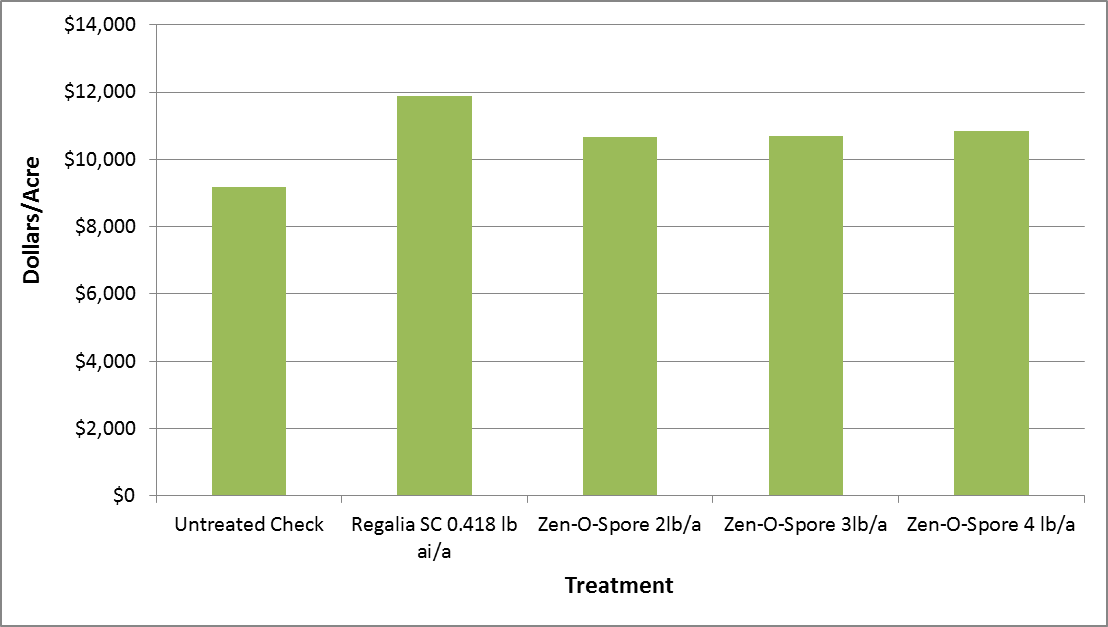 $14,000
$12,000
$10,000
$8,000
$6,000
$4,000
$2,000
$0
Dollars/Acre
Untreated Check
Regalia SC 0.418 lb
ai/a
Zen-O-Spore 2lb/a
Zen-O-Spore 3lb/a
Zen-O-Spore 4 lb/a
Treatment